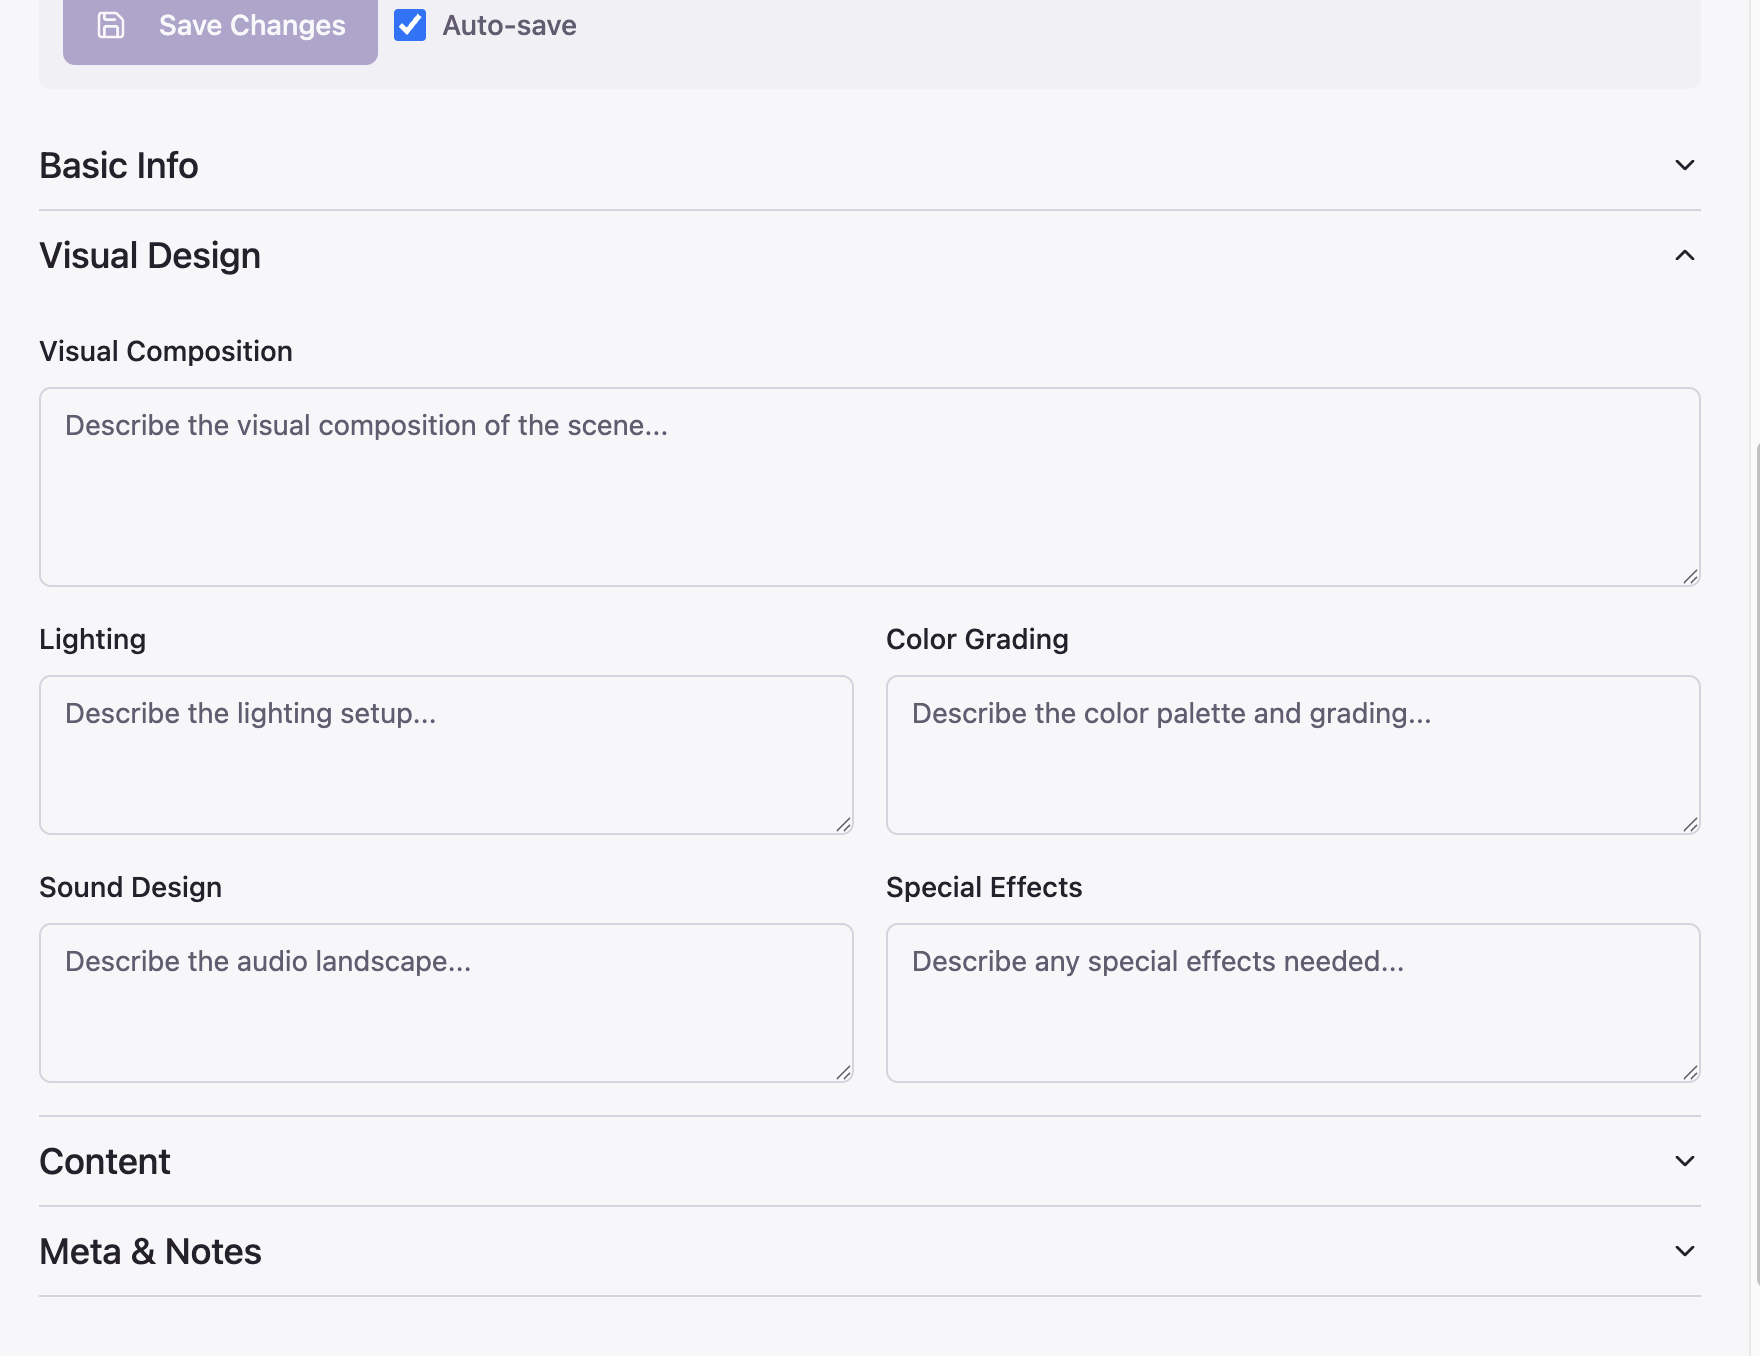 Save Changes
Auto-save
Basic Info
Visual Design
Visual Composition
Describe the visual composition of the scene...
Lighting
Color Grading
Describe the lighting setup...
Describe the color palette and grading...
Sound Design
Special Effects
Describe the audio landscape...
Describe any special effects needed...
Content
Meta & Notes